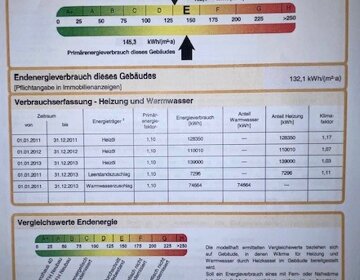 A+ A B C D E F G H
0 25 50 75 100 125 150 175 200 225 >250
145,3 kWh/(m²·a)
Primärenergieverbrauch dieses Gebäudes
Endenergieverbrauch dieses Gebäudes
[Pflichtangabe in Immobilienanzeigen]
132,1 kWh/(m²·a)
Verbrauchserfassung - Heizung und Warmwasser
Zeitraum
von bis
Energieträger
Primär-
energie-
faktor
Energieverbrauch
[kWh]
Anteil
Warmwasser
[kWh]
Anteil Heizung
[kWh]
Klima-
faktor
01.01.2011 31.12.2011 Heizöl 1,10 128350 128350 1,17
01.01.2012 31.12.2012 Heizöl 1,10 110010 110010 1,07
01.01.2013 31.12.2013 Heizöl 1,10 139000 139000 1,03
01.01.2011 31.12.2013 Leerstandszuschlag 1,10 7296 7296 1,11
01.01.2011 31.12.2013 Warmwasserzuschlag 1,10 74664 74664
Vergleichswerte Endenergie
A+ A B C D E F G H
0 25 50 75 100 125 150 175 200 225 >250
Die modellhaft ermittelten Vergleichswerte beziehen sich
auf Gebäude, in denen Wärme für Heizung und
Warmwasser durch Heizkessel im Gebäude bereitgestellt
wird.
Soll ein Energieverbrauch eines mit Fern- oder Nahwärme